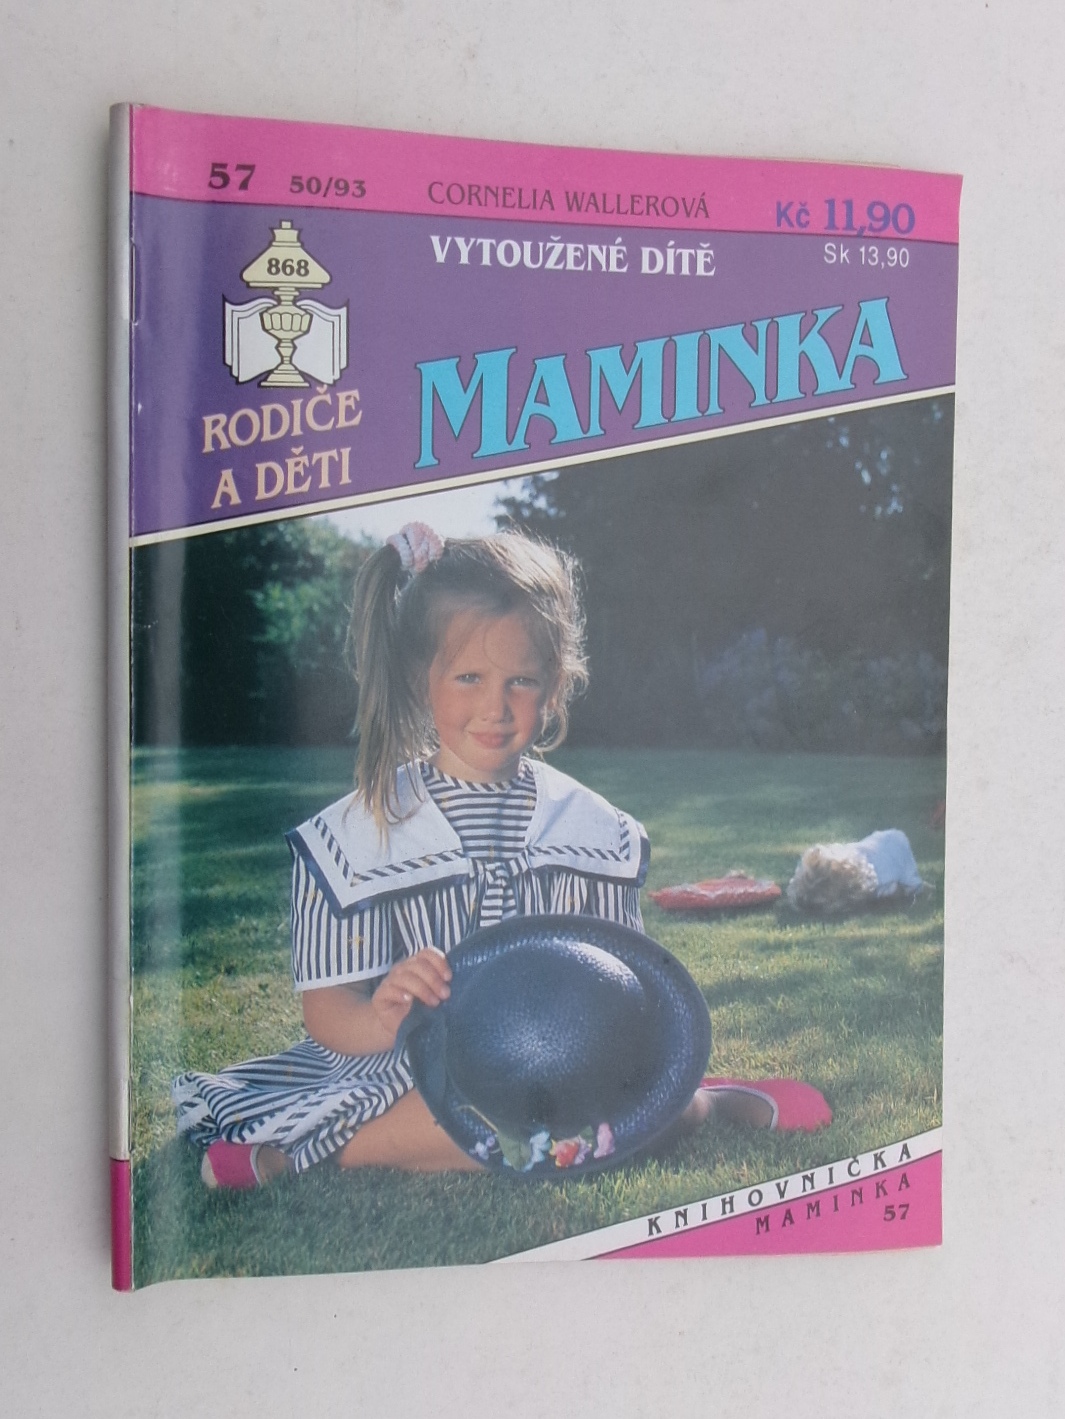 57 50/93 CORNELIA WALLEROVÁ Kč 11,90
VYTOUŽENÉ DÍTĚ Sk 13,90
868
MAMINKA
RODIČE
A DĚTI
KNIHOVNIČKA
MAMINKA
57